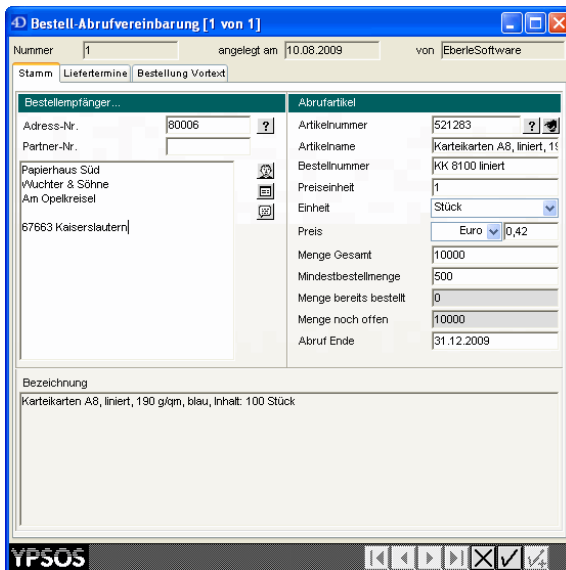 Bestell-Abrufvereinbarung [1 von 1]
Nummer 1 angelegt am 10.08.2009 von EberleSoftware
Stamm Liefertermine Bestellung Vortext
Bestellempfänger... 
Adress-Nr. 80006 ?
Partner-Nr.
Papierhaus Süd
Wuchter & Söhne
Am Opelkreisel
67663 Kaiserslautern
Abrufartikel
Artikelnummer 521283 ?
Artikelname Karteikarten A8, liniert, 19
Bestellnummer KK 8100 liniert
Preiseinheit 1
Einheit Stück
Preis Euro 0,42
Menge Gesamt 10000
Mindestbestellmenge 500
Menge bereits bestellt 0
Menge noch offen 10000
Abruf Ende 31.12.2009
Bezeichnung
Karteikarten A8, liniert, 190 g/qm, blau, Inhalt: 100 Stück
YPSOS